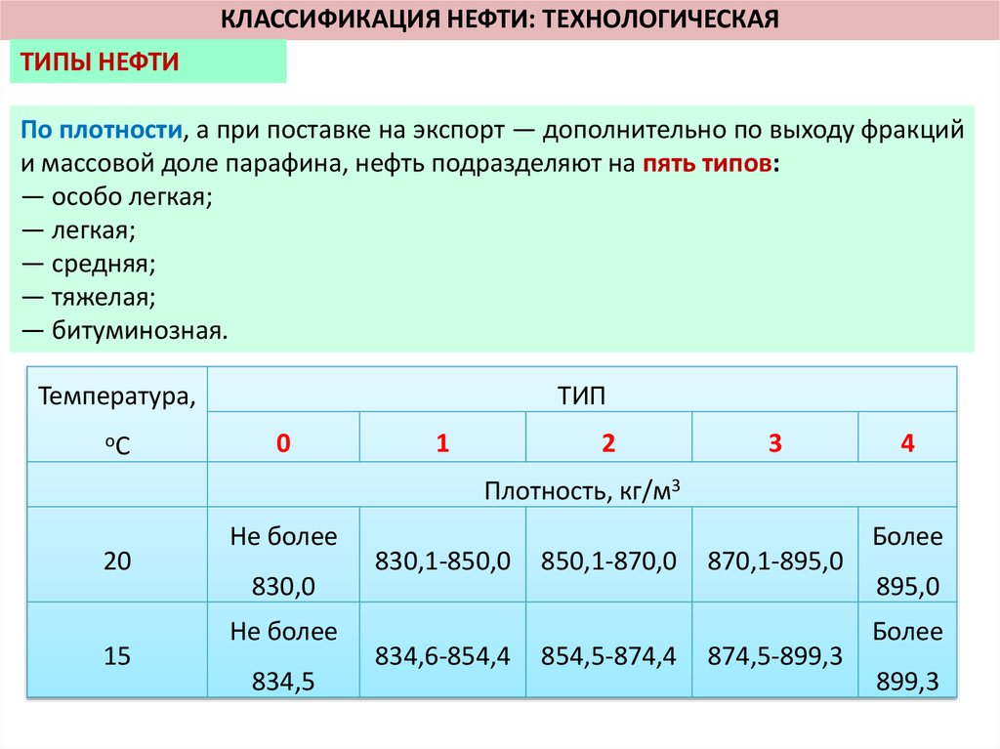 КЛАССИФИКАЦИЯ НЕФТИ: ТЕХНОЛОГИЧЕСКАЯ
ТИПЫ НЕФТИ
По плотности, а при поставке на экспорт — дополнительно по выходу фракций
и массовой доле парафина, нефть подразделяют на пять типов:
— особо легкая;
— легкая;
— средняя;
— тяжелая;
— битуминозная.
Температура, ТИП
оС 0 1 2 3 4
Плотность, кг/м3
20 Не более 830,0 830,1-850,0 850,1-870,0 870,1-895,0 Более 895,0
15 Не более 834,5 834,6-854,4 854,5-874,4 874,5-899,3 Более 899,3